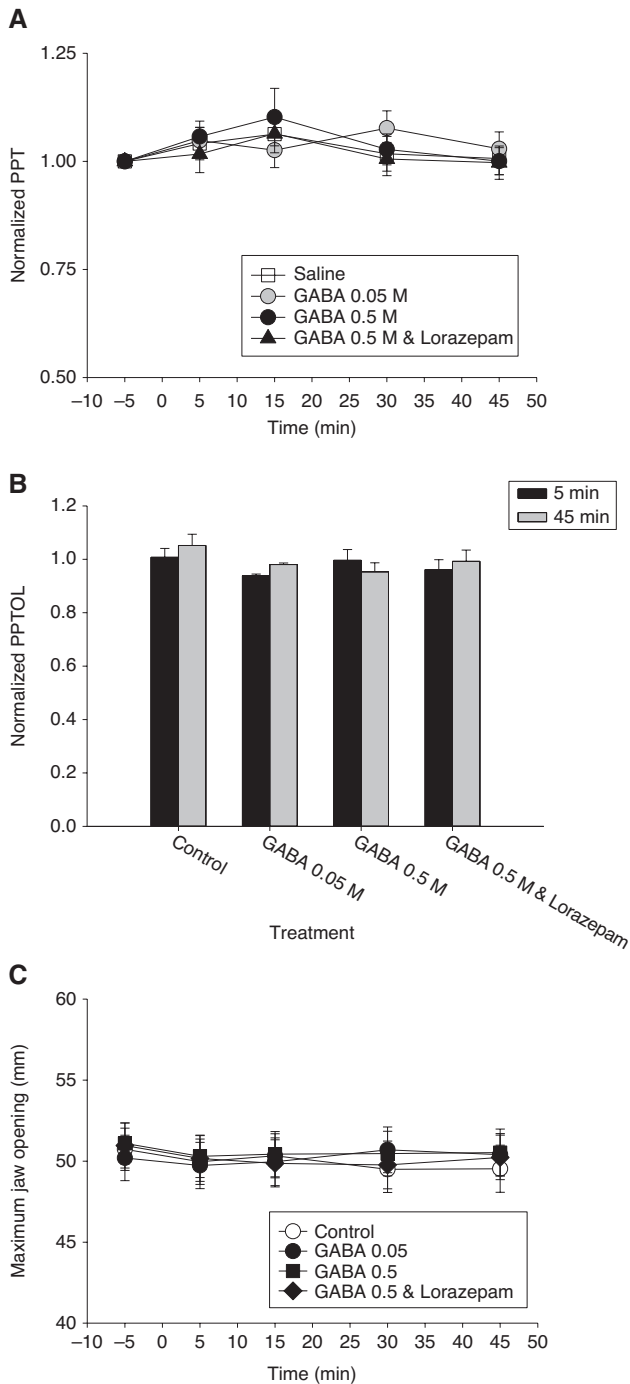 A
1.25
1.00
0.75
0.50
Normalized PPT
Saline
GABA 0.05 M
GABA 0.5 M
GABA 0.5 M & Lorazepam
–10 –5 0 5 10 15 20 25 30 35 40 45 50
Time (min)
B
5 min
45 min
1.2
1.0
0.8
0.6
0.4
0.2
0.0
Normalized PPTOL
Control
GABA 0.05 M
GABA 0.5 M
GABA 0.5 M & Lorazepam
Treatment
C
60
55
50
45
40
Maximum jaw opening (mm)
Control
GABA 0.05
GABA 0.5
GABA 0.5 & Lorazepam
–10 –5 0 5 10 15 20 25 30 35 40 45 50
Time (min)